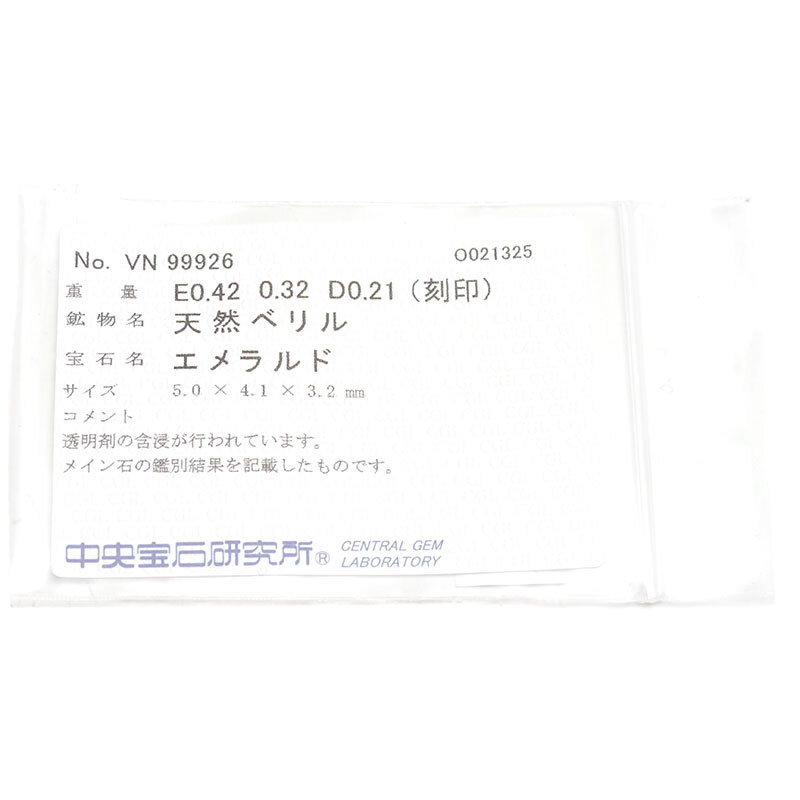 No. VN 99926 O021325
重量 E0.42 0.32 D0.21 (刻印)
鉱物名 天然ベリル
宝石名 エメラルド
サイズ 5.0 × 4.1 × 3.2 mm
コメント
透明剤の含浸が行われています。
メイン石の鑑別結果を記載したものです。
中央宝石研究所® CENTRAL GEM
LABORATORY